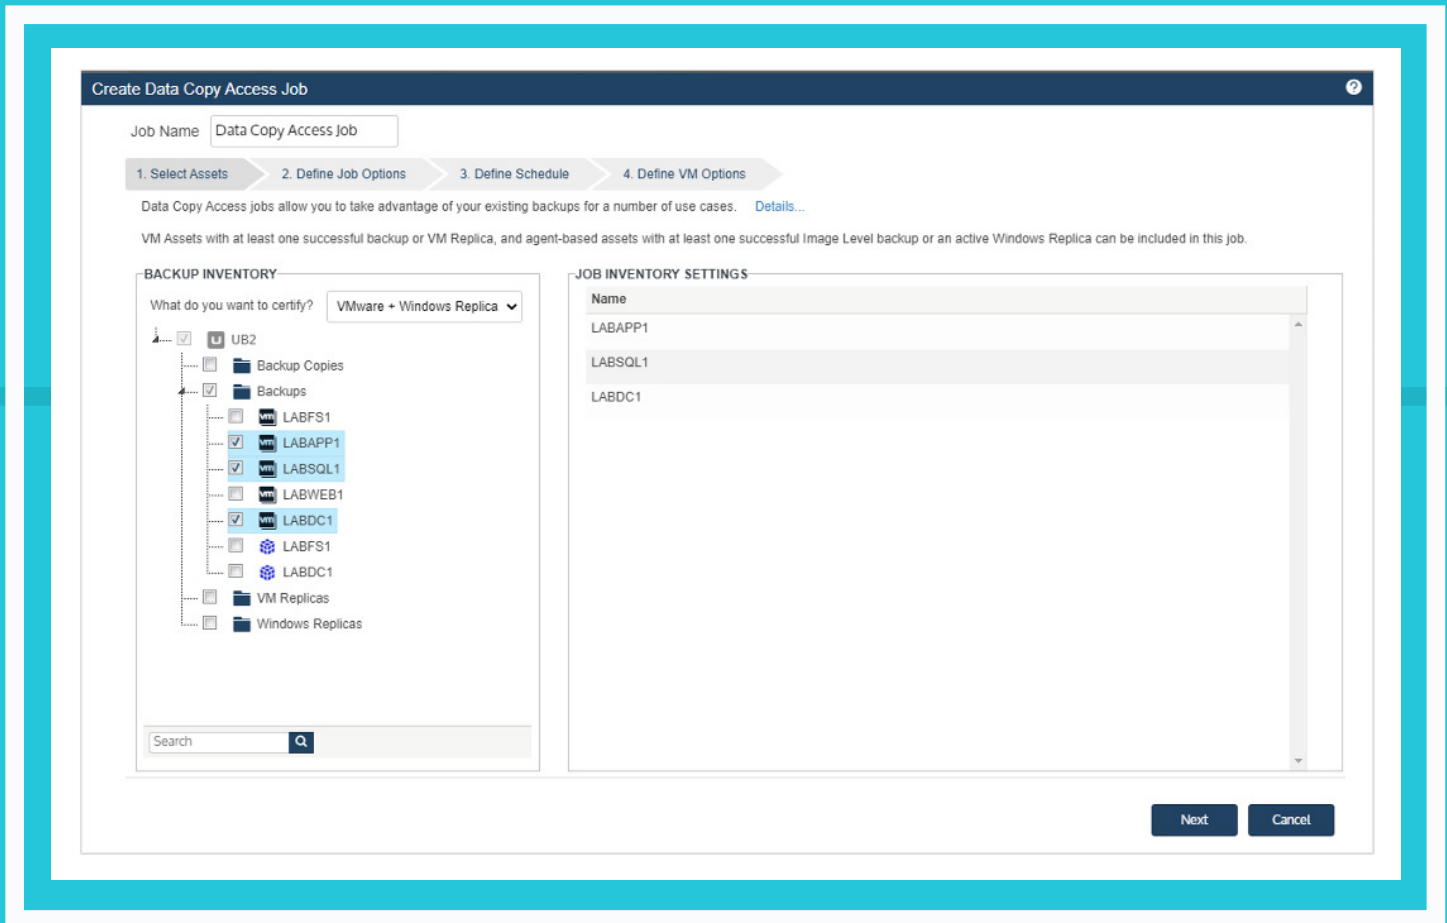 Create Data Copy Access Job
?
Job Name Data Copy Access Job
1. Select Assets 2. Define Job Options 3. Define Schedule 4. Define VM Options
Data Copy Access jobs allow you to take advantage of your existing backups for a number of use cases. Details...
VM Assets with at least one successful backup or VM Replica, and agent-based assets with at least one successful Image Level backup or an active Windows Replica can be included in this job.
BACKUP INVENTORY
What do you want to certify? VMware + Windows Replica
UB2
Backup Copies
Backups
vm LABFS1
vm LABAPP1
vm LABSQL1
vm LABWEB1
vm LABDC1
LABFS1
LABDC1
VM Replicas
Windows Replicas
Search
JOB INVENTORY SETTINGS
Name
LABAPP1
LABSQL1
LABDC1
Next Cancel